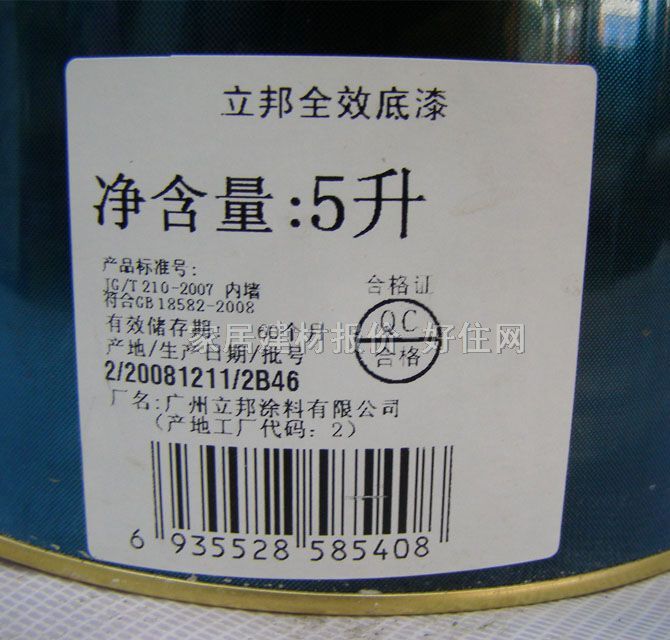 立邦全效底漆
净含量:5升
产品标准号:
JG/T 210-2007 内墙
符合GB 18582-2008
有效储存期: 60个月
产地/生产日期/批号
2/20081211/2B46
厂名:广州立邦涂料有限公司
(产地工厂代码: 2)
合格证
QC
合格
家居建材报价 好住网
6 935528 585408